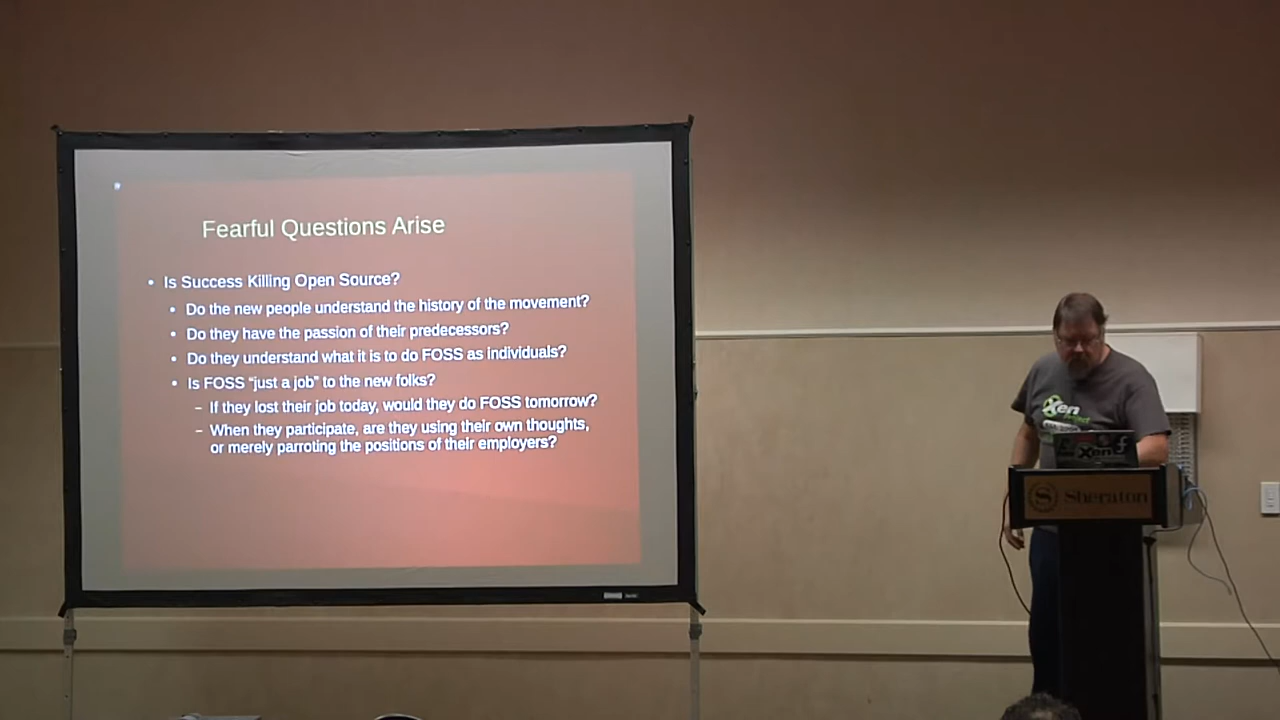 Fearful Questions Arise
• Is Success Killing Open Source?
• Do the new people understand the history of the movement?
• Do they have the passion of their predecessors?
• Do they understand what it is to do FOSS as individuals?
• Is FOSS “just a job” to the new folks?
– If they lost their job today, would they do FOSS tomorrow?
– When they participate, are they using their own thoughts,
or merely parroting the positions of their employers?
Xen
Xen
S Sheraton